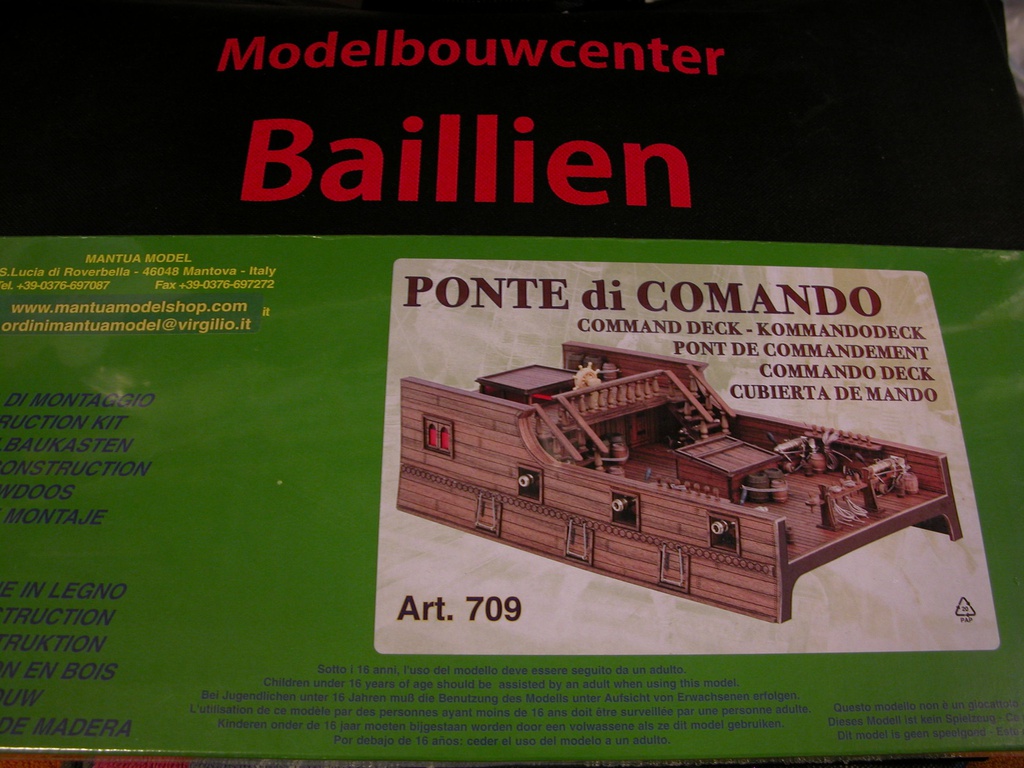 Modelbouwcenter
Baillien
MANTUA MODEL
S.Lucia di Roverbella - 46048 Mantova - Italy
Tel. +39-0376-697087 Fax +39-0376-697272
www.mantuamodelshop.com
it
ordinimantuamodel@virgilio.it
DI MONTAGGIO
RUCTION KIT
BAUKASTEN
CONSTRUCTION
WDOOS
MONTAJE
E IN LEGNO
STRUCTION
TRUKTION
ON EN BOIS
OUW
DE MADERA
PONTE di COMANDO
COMMAND DECK - KOMMANDODECK
PONT DE COMMANDEMENT
COMMANDO DECK
CUBIERTA DE MANDO
Art. 709
20
PAP
Sotto i 16 anni, l'uso del modello deve essere seguito da un adulto.
Children under 16 years of age should be assisted by an adult when using this model.
Bei Jugendlichen unter 16 Jahren muß die Benutzung des Modells unter Aufsicht von Erwachsenen erfolgen.
L'utilisation de ce modèle par des personnes ayant moins de 16 ans doit être surveillée par une personne adulte.
Kinderen onder de 16 jaar moeten bijgestaan worden door een volwassene als ze dit model gebruiken.
Por debajo de 16 años: ceder el uso del modelo a un adulto.
Questo modello non è un giocattolo
Dieses Modell ist kein Spielzug - Ce
Dit model is geen speelgoed - Este